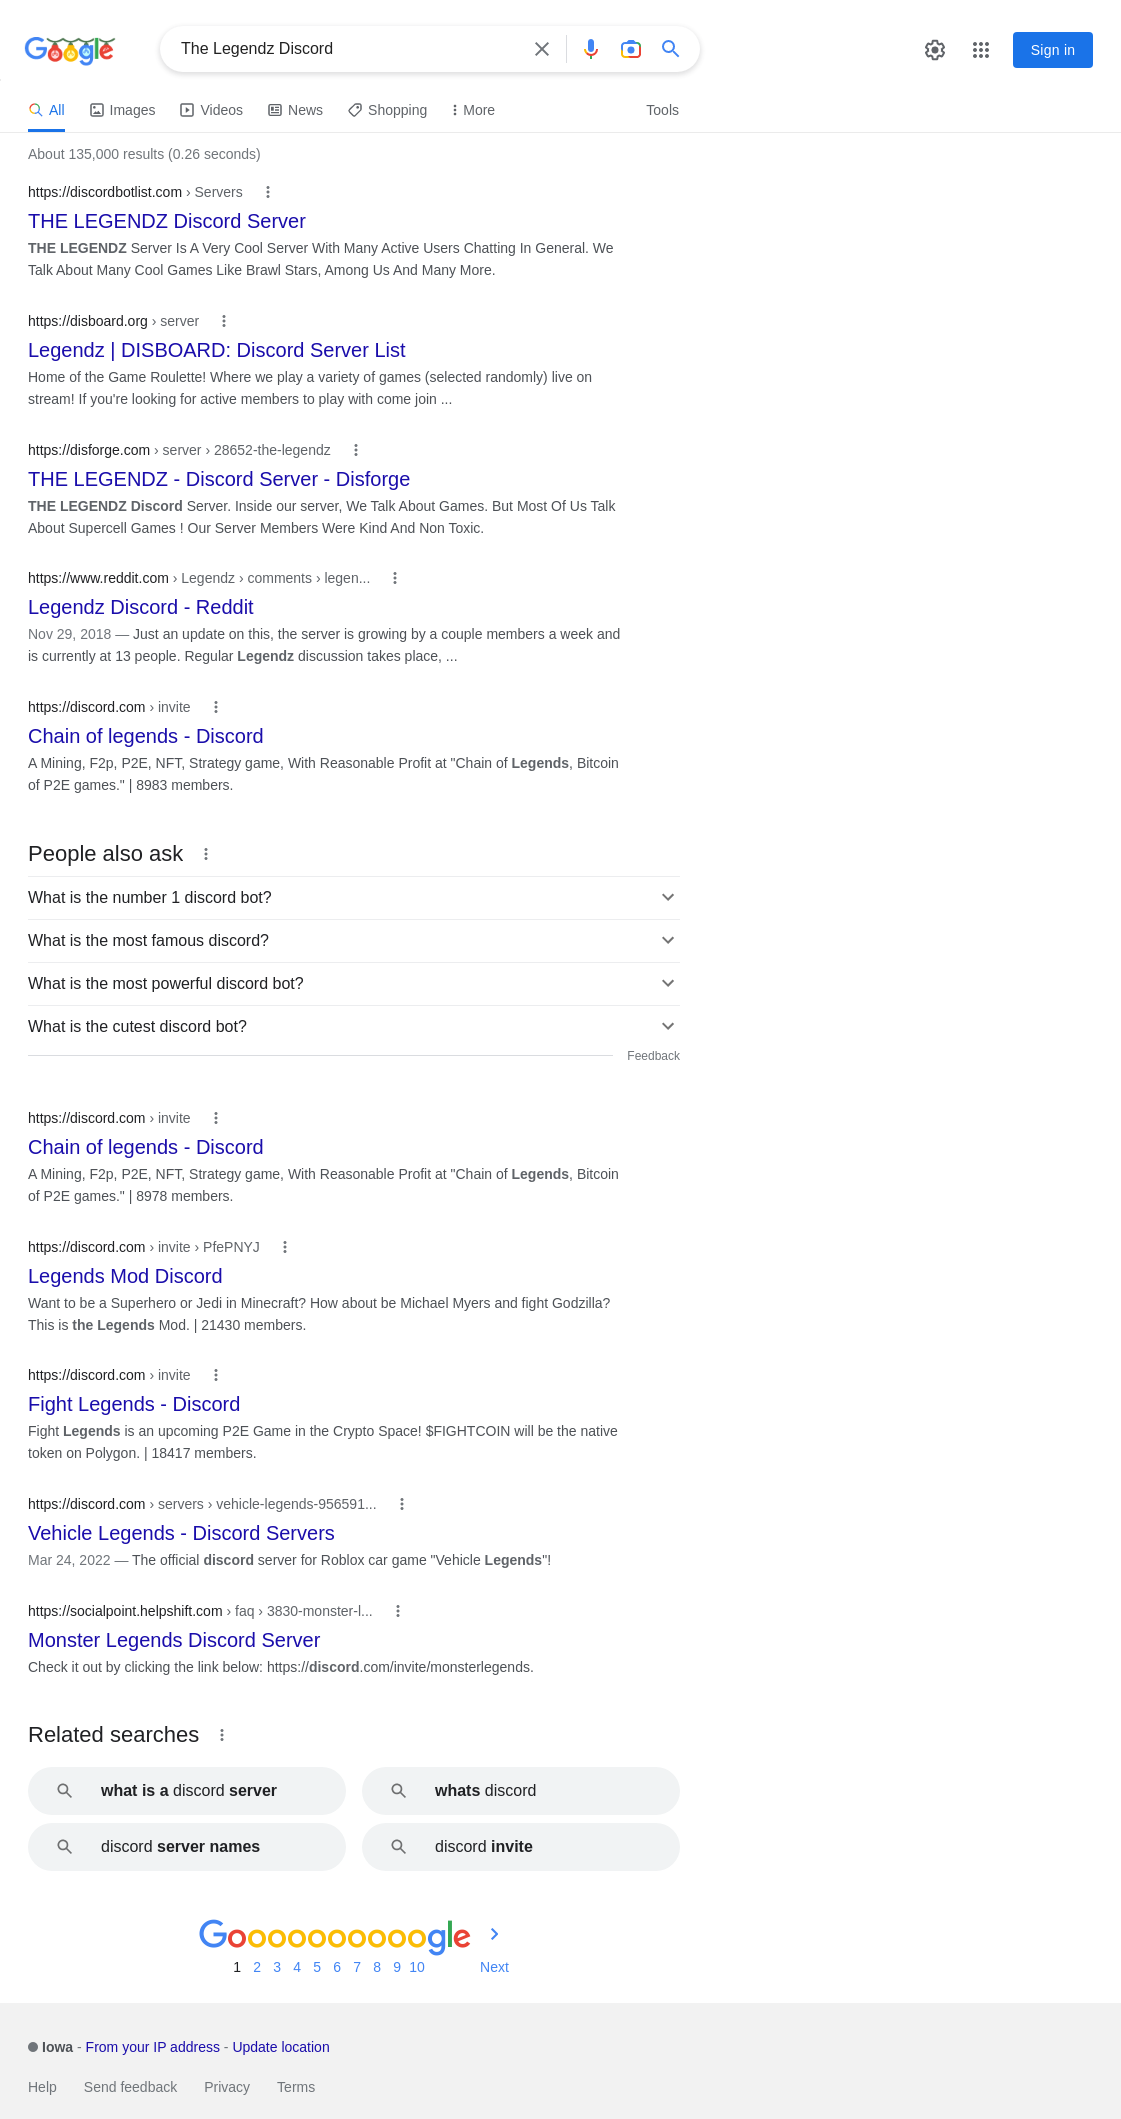 Google
The Legendz Discord
Sign in
All Images Videos News Shopping More Tools
About 135,000 results (0.26 seconds)
https://discordbotlist.com › Servers
THE LEGENDZ Discord Server
THE LEGENDZ Server Is A Very Cool Server With Many Active Users Chatting In General. We
Talk About Many Cool Games Like Brawl Stars, Among Us And Many More.
https://disboard.org › server
Legendz | DISBOARD: Discord Server List
Home of the Game Roulette! Where we play a variety of games (selected randomly) live on
stream! If you're looking for active members to play with come join ...
https://disforge.com › server › 28652-the-legendz
THE LEGENDZ - Discord Server - Disforge
THE LEGENDZ Discord Server. Inside our server, We Talk About Games. But Most Of Us Talk
About Supercell Games ! Our Server Members Were Kind And Non Toxic.
https://www.reddit.com › Legendz › comments › legen...
Legendz Discord - Reddit
Nov 29, 2018 — Just an update on this, the server is growing by a couple members a week and
is currently at 13 people. Regular Legendz discussion takes place, ...
https://discord.com › invite
Chain of legends - Discord
A Mining, F2p, P2E, NFT, Strategy game, With Reasonable Profit at "Chain of Legends, Bitcoin
of P2E games." | 8983 members.
People also ask
What is the number 1 discord bot?
What is the most famous discord?
What is the most powerful discord bot?
What is the cutest discord bot?
Feedback
https://discord.com › invite
Chain of legends - Discord
A Mining, F2p, P2E, NFT, Strategy game, With Reasonable Profit at "Chain of Legends, Bitcoin
of P2E games." | 8978 members.
https://discord.com › invite › PfePNYJ
Legends Mod Discord
Want to be a Superhero or Jedi in Minecraft? How about be Michael Myers and fight Godzilla?
This is the Legends Mod. | 21430 members.
https://discord.com › invite
Fight Legends - Discord
Fight Legends is an upcoming P2E Game in the Crypto Space! $FIGHTCOIN will be the native
token on Polygon. | 18417 members.
https://discord.com › servers › vehicle-legends-956591...
Vehicle Legends - Discord Servers
Mar 24, 2022 — The official discord server for Roblox car game "Vehicle Legends"!
https://socialpoint.helpshift.com › faq › 3830-monster-l...
Monster Legends Discord Server
Check it out by clicking the link below: https://discord.com/invite/monsterlegends.
Related searches
what is a discord server
whats discord
discord server names
discord invite
Goooooooooogle
1 2 3 4 5 6 7 8 9 10 Next
Iowa - From your IP address - Update location
Help Send feedback Privacy Terms